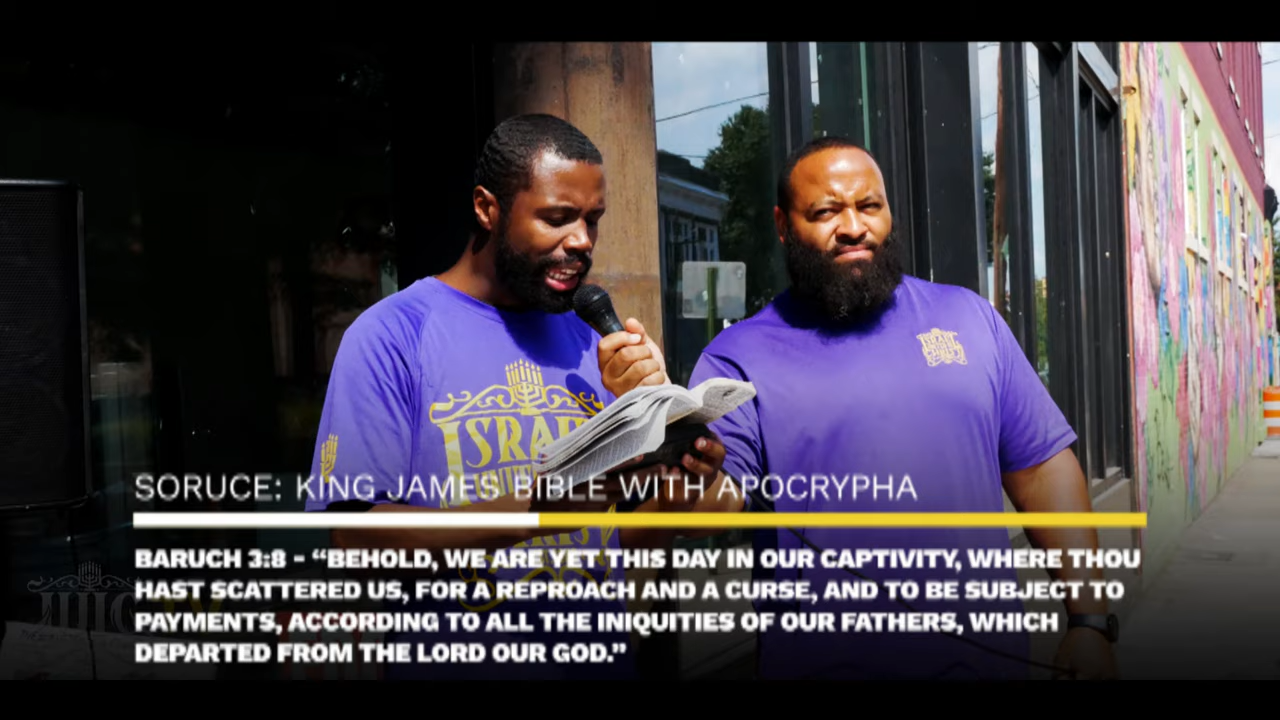 ISRAEL
UNITED
SORUCE: KING JAMES BIBLE WITH APOCRYPHA
BARUCH 3:8 - “BEHOLD, WE ARE YET THIS DAY IN OUR CAPTIVITY, WHERE THOU
HAST SCATTERED US, FOR A REPROACH AND A CURSE, AND TO BE SUBJECT TO
PAYMENTS, ACCORDING TO ALL THE INIQUITIES OF OUR FATHERS, WHICH
DEPARTED FROM THE LORD OUR GOD.”